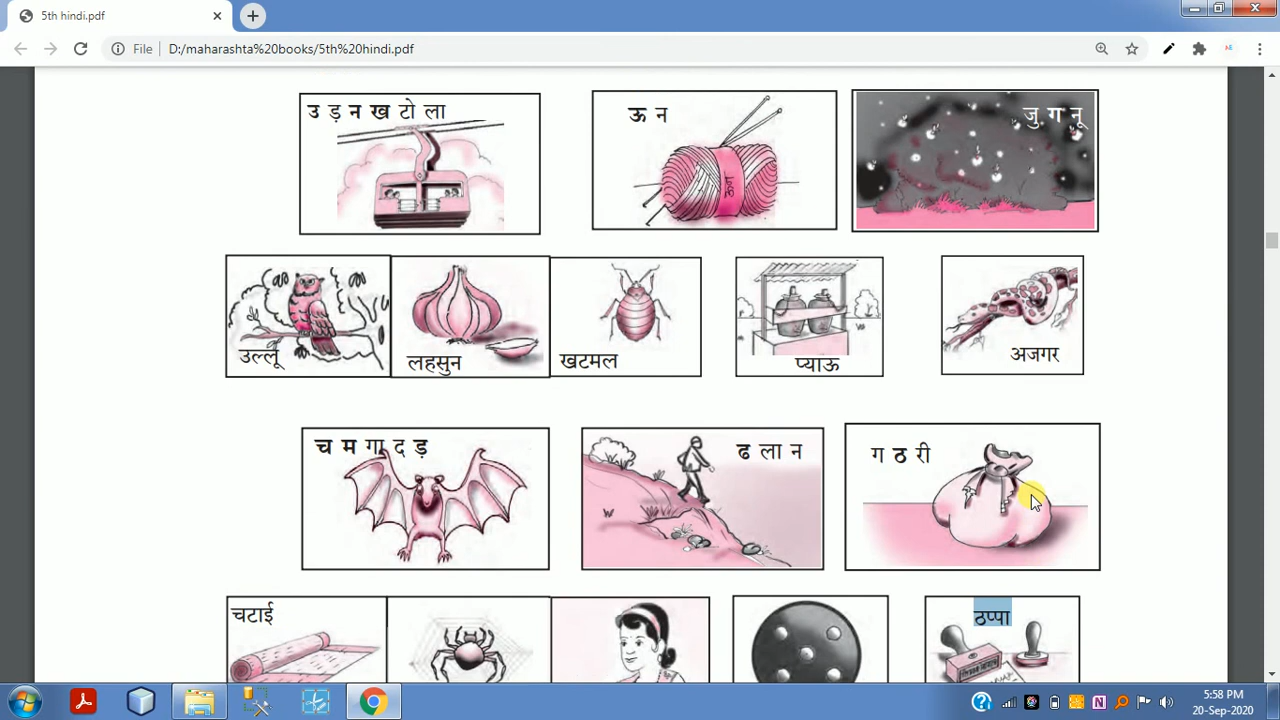 5th hindi.pdf
File D:/maharashta%20books/5th%20hindi.pdf
उ ड़ न ख टो ला
ऊ न
ऊन
जु ग नू
उल्लू
लहसुन
खटमल
प्याऊ
अजगर
च म गा द ड़
ढ ला न
ग ठ री
चटाई
ठप्पा
5:58 PM
20-Sep-2020